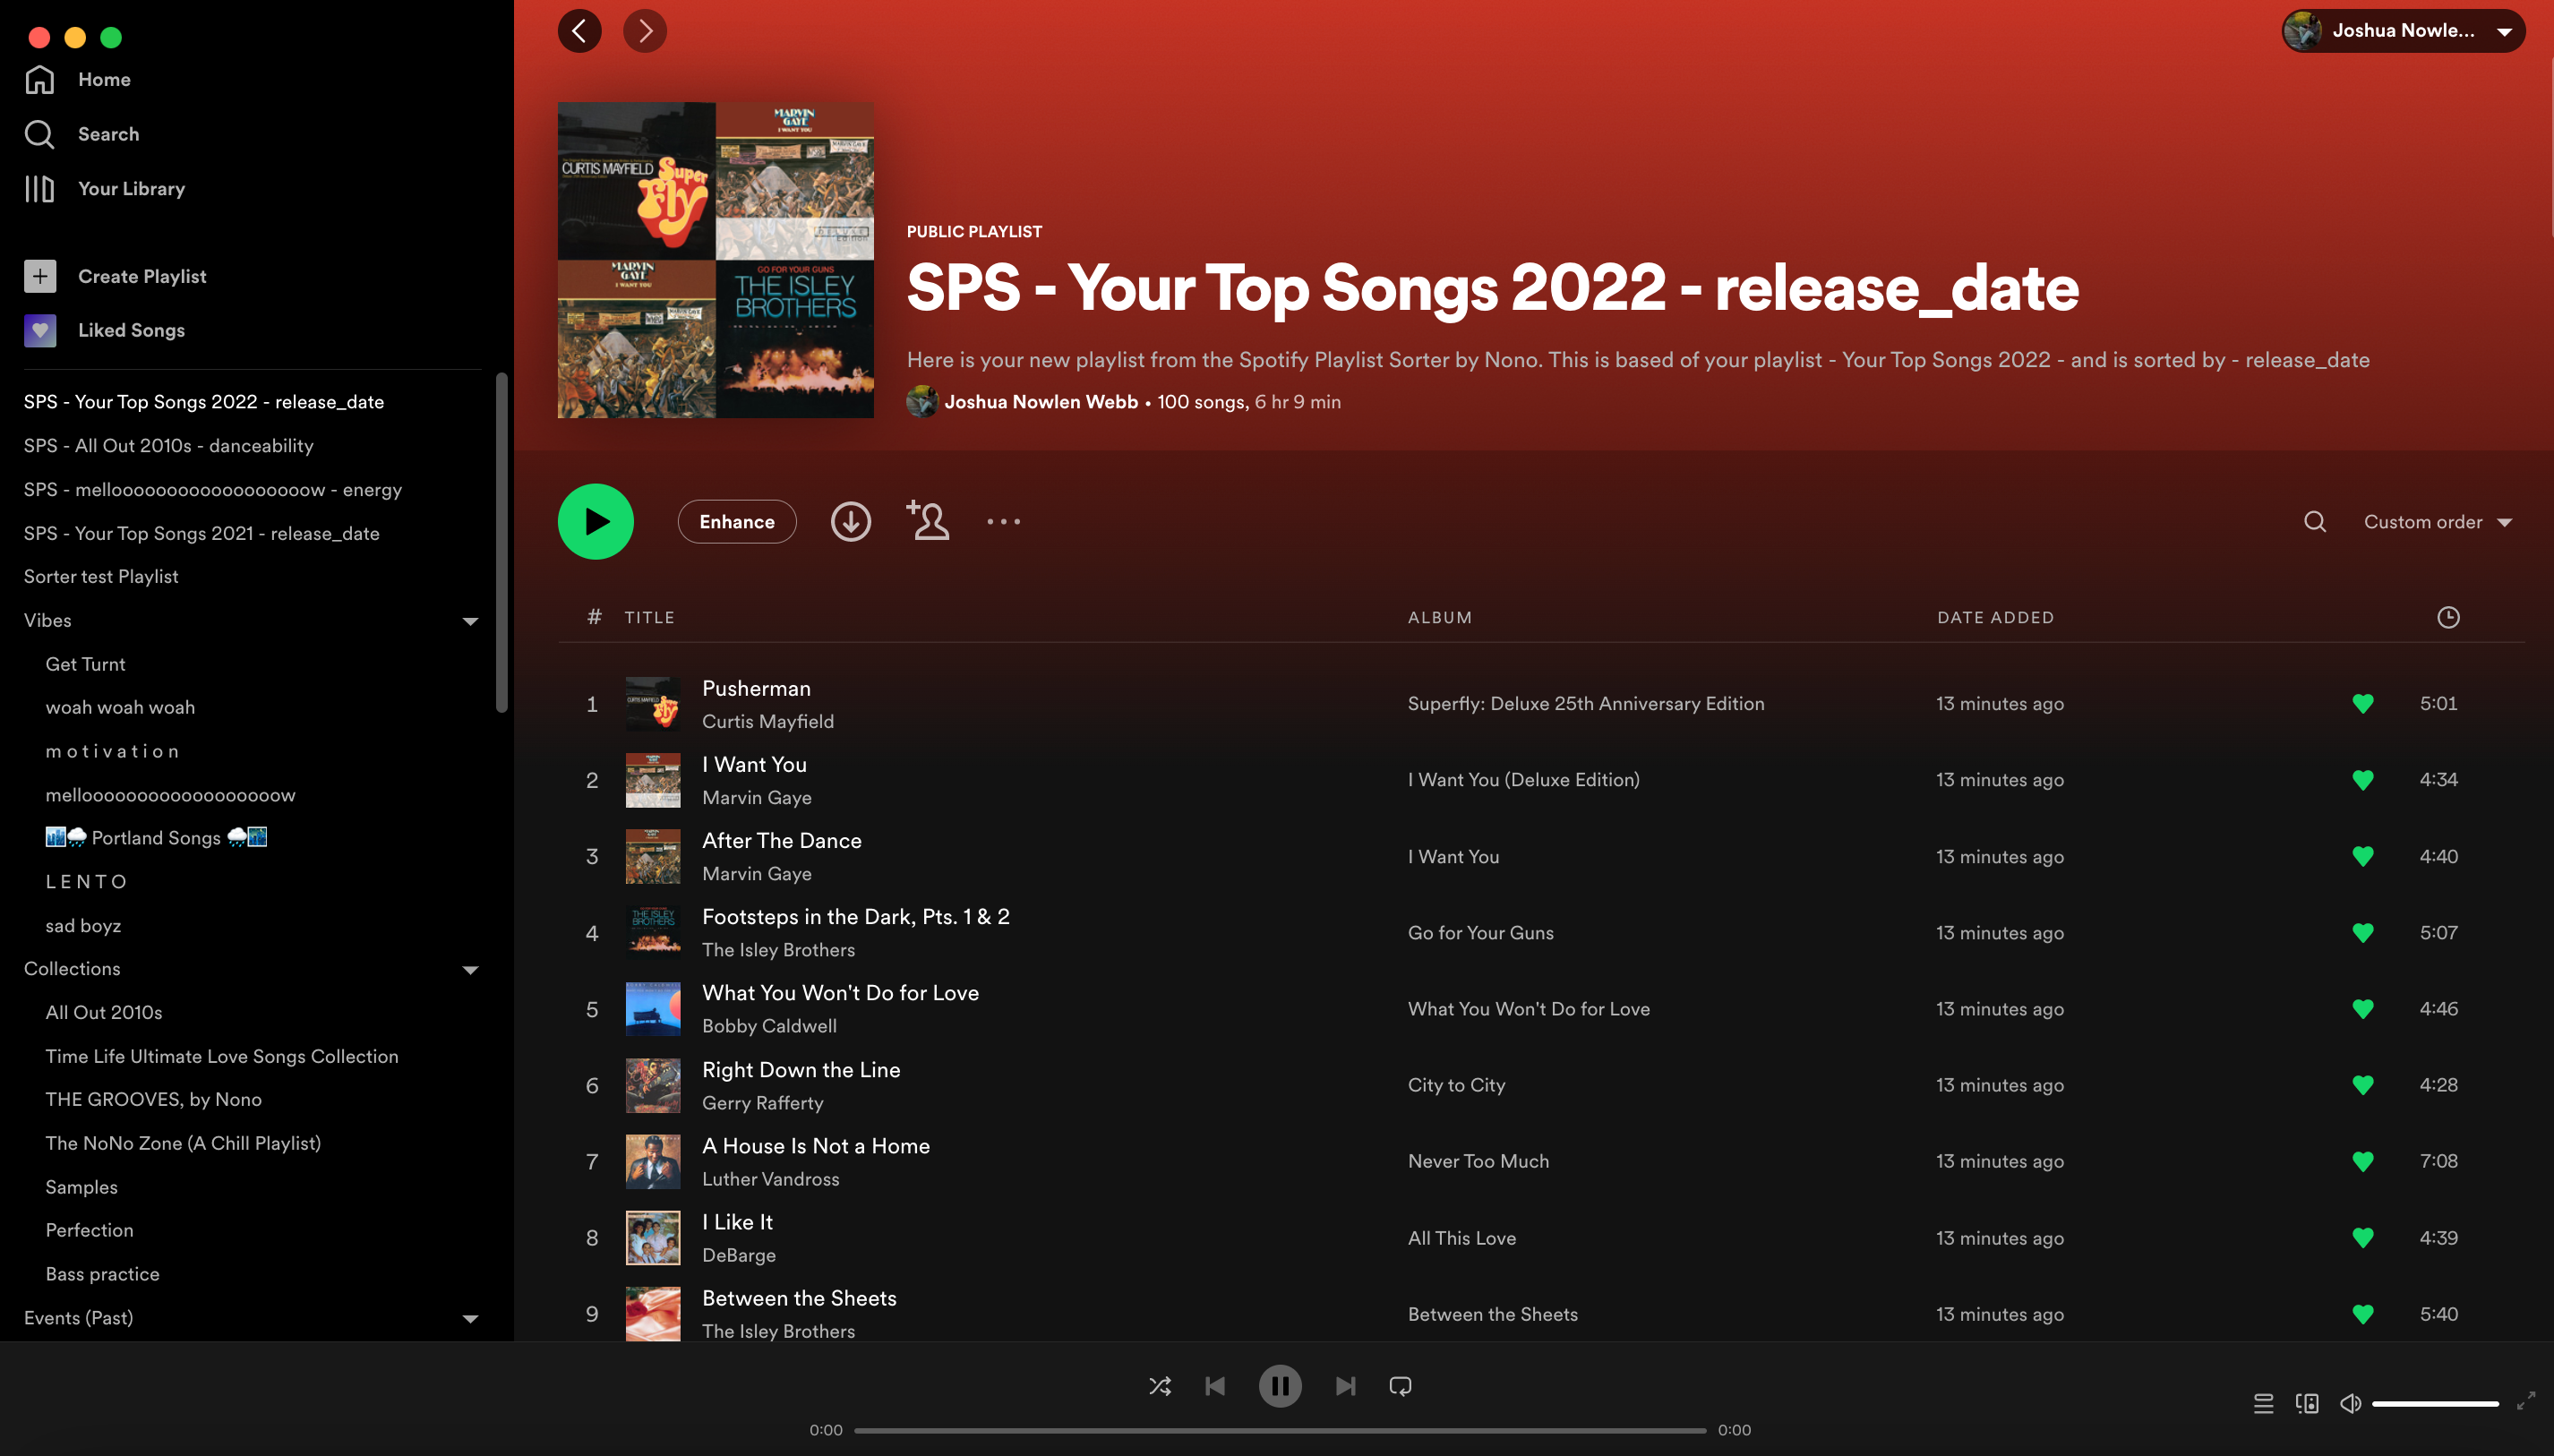 Home
Search
Your Library
Create Playlist
Liked Songs
SPS - Your Top Songs 2022 - release_date
SPS - All Out 2010s - danceability
SPS - mellooooooooooooooooow - energy
SPS - Your Top Songs 2021 - release_date
Sorter test Playlist
Vibes
Get Turnt
woah woah woah
m o t i v a t i o n
mellooooooooooooooooow
Portland Songs
L E N T O
sad boyz
Collections
All Out 2010s
Time Life Ultimate Love Songs Collection
THE GROOVES, by Nono
The NoNo Zone (A Chill Playlist)
Samples
Perfection
Bass practice
Events (Past)
Joshua Nowle...
CURTIS MAYFIELD
Super Fly
MARVIN GAYE
I WANT YOU
MARVIN GAYE
I WANT YOU
GO FOR YOUR GUNS
THE ISLEY BROTHERS
PUBLIC PLAYLIST
SPS - Your Top Songs 2022 - release_date
Here is your new playlist from the Spotify Playlist Sorter by Nono. This is based of your playlist - Your Top Songs 2022 - and is sorted by - release_date
Joshua Nowlen Webb • 100 songs, 6 hr 9 min
Enhance
Custom order
# TITLE ALBUM DATE ADDED
1 Pusherman Curtis Mayfield Superfly: Deluxe 25th Anniversary Edition 13 minutes ago 5:01
2 I Want You Marvin Gaye I Want You (Deluxe Edition) 13 minutes ago 4:34
3 After The Dance Marvin Gaye I Want You 13 minutes ago 4:40
4 Footsteps in the Dark, Pts. 1 & 2 The Isley Brothers Go for Your Guns 13 minutes ago 5:07
5 What You Won't Do for Love Bobby Caldwell What You Won't Do for Love 13 minutes ago 4:46
6 Right Down the Line Gerry Rafferty City to City 13 minutes ago 4:28
7 A House Is Not a Home Luther Vandross Never Too Much 13 minutes ago 7:08
8 I Like It DeBarge All This Love 13 minutes ago 4:39
9 Between the Sheets The Isley Brothers Between the Sheets 13 minutes ago 5:40
0:00 0:00